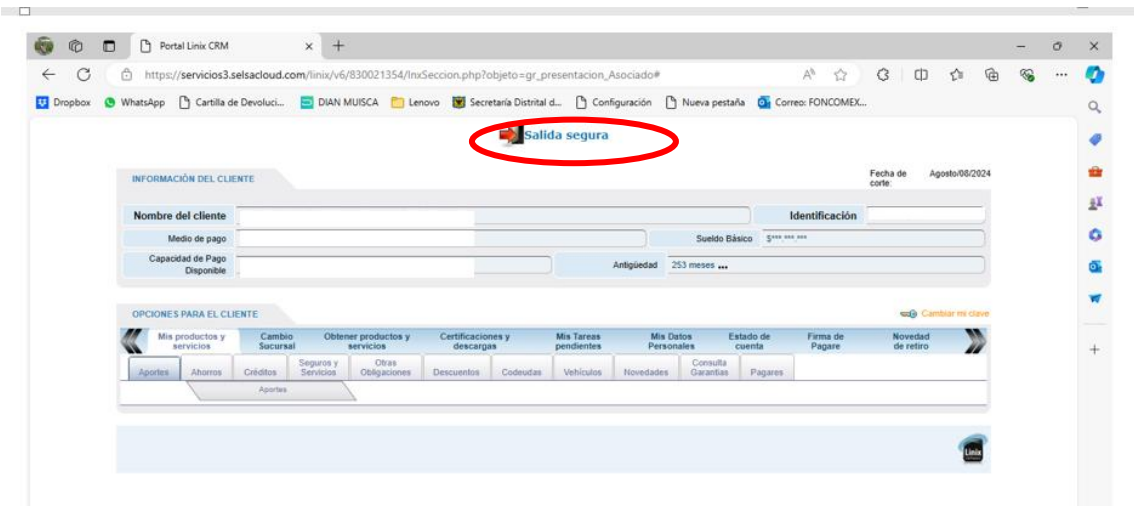 Portal Linix CRM
https://servicios3.selsacloud.com/linix/v6/830021354/lnxSeccion.php?objeto=gr_presentacion_Asociado#
Dropbox WhatsApp Cartilla de Devoluci... DIAN MUISCA Lenovo Secretaría Distrital d... Configuración Nueva pestaña Correo: FONCOMEX...
Salida segura
INFORMACIÓN DEL CLIENTE
Fecha de corte: Agosto/08/2024
Nombre del cliente Identificación
Medio de pago Sueldo Básico $***.***.***
Capacidad de Pago Disponible Antigüedad 253 meses ...
OPCIONES PARA EL CLIENTE Cambiar mi clave
Mis productos y servicios Cambio Sucursal Obtener productos y servicios Certificaciones y descargas Mis Tareas pendientes Mis Datos Personales Estado de cuenta Firma de Pagare Novedad de retiro
Aportes Ahorros Créditos Seguros y Servicios Otras Obligaciones Descuentos Codeudas Vehículos Novedades Consulta Garantías Pagares
Aportes
Linix